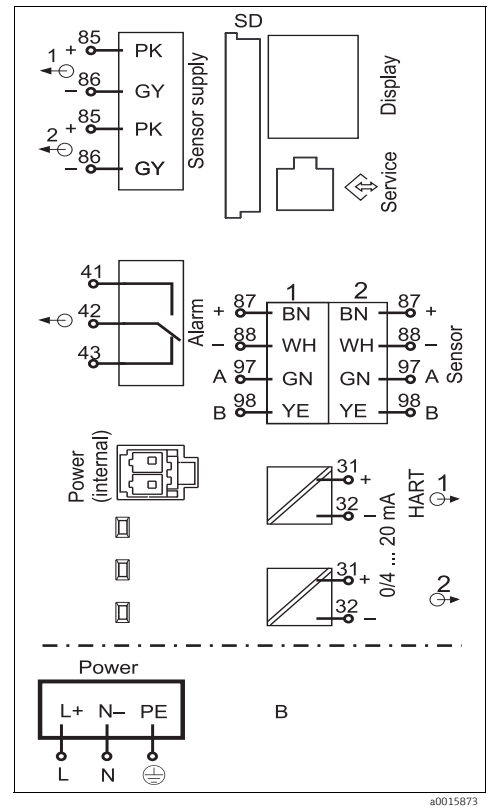 SD
85
1 + PK
86
– GY
85
2 + PK
86
– GY
Sensor supply
Display
Service
41
42
43
Alarm
1 2
+ 87 BN BN 87 +
– 88 WH WH 88 –
A 97 GN GN 97 A
B 98 YE YE 98 B
Sensor
Power
(internal)
31 +
32 –
31 +
32 –
0/4 ... 20 mA
HART
1
2
Power
L+ N– PE
L N
B
a0015873